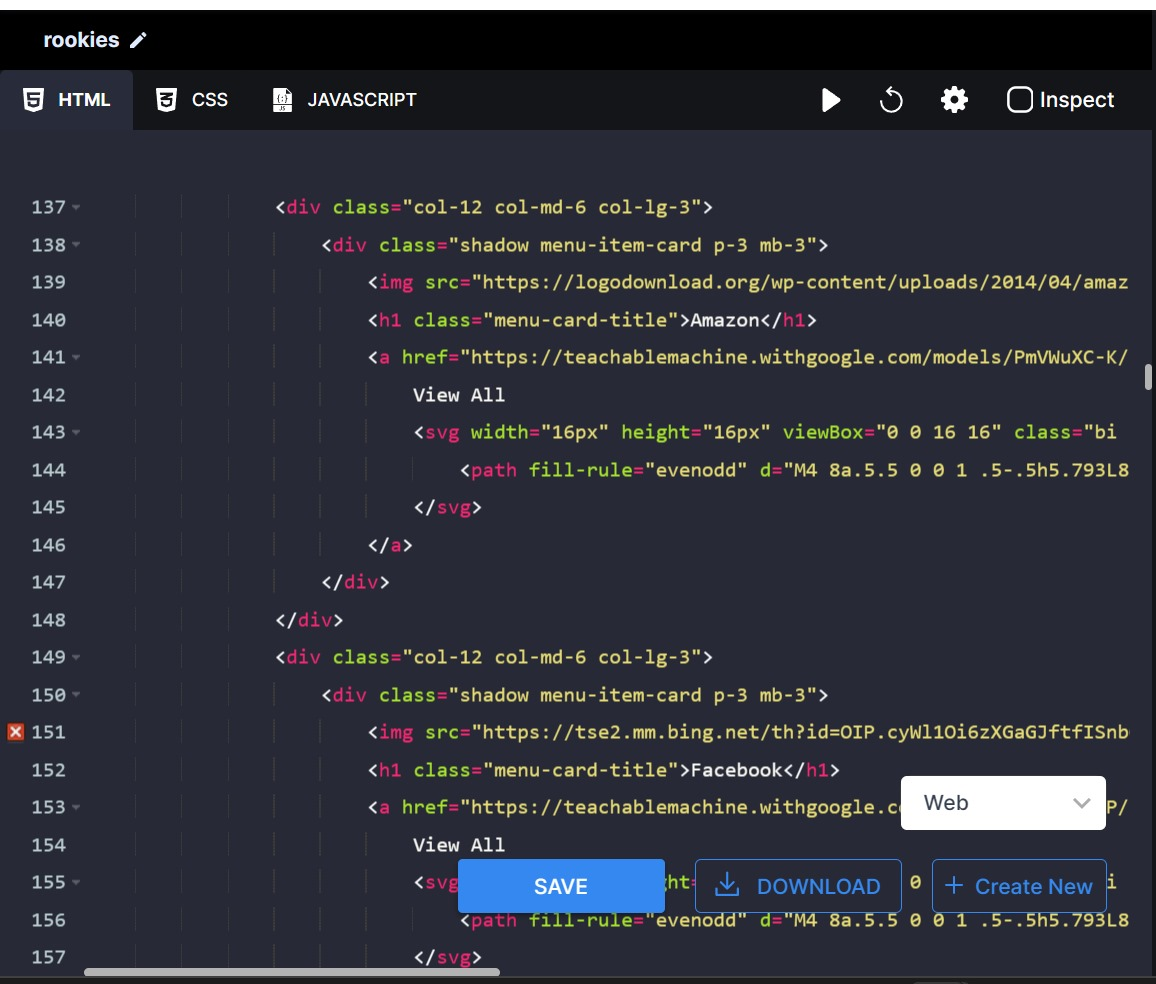 rookies
HTML CSS JAVASCRIPT Inspect
137 <div class="col-12 col-md-6 col-lg-3">
138 <div class="shadow menu-item-card p-3 mb-3">
139 <img src="https://logodownload.org/wp-content/uploads/2014/04/amaz
140 <h1 class="menu-card-title">Amazon</h1>
141 <a href="https://teachablemachine.withgoogle.com/models/PmVWuXC-K/
142 View All
143 <svg width="16px" height="16px" viewBox="0 0 16 16" class="bi
144 <path fill-rule="evenodd" d="M4 8a.5.5 0 0 1 .5-.5h5.793L8
145 </svg>
146 </a>
147 </div>
148 </div>
149 <div class="col-12 col-md-6 col-lg-3">
150 <div class="shadow menu-item-card p-3 mb-3">
151 <img src="https://tse2.mm.bing.net/th?id=OIP.cyWl1Oi6zXGaGJftfISnb
152 <h1 class="menu-card-title">Facebook</h1>
153 <a href="https://teachablemachine.withgoogle.c P/
Web
154 View All
155 <svg ht= 0 i
SAVE DOWNLOAD + Create New
156 <path fill-rule="evenodd" d="M4 8a.5.5 0 0 1 .5-.5h5.793L8
157 </svg>